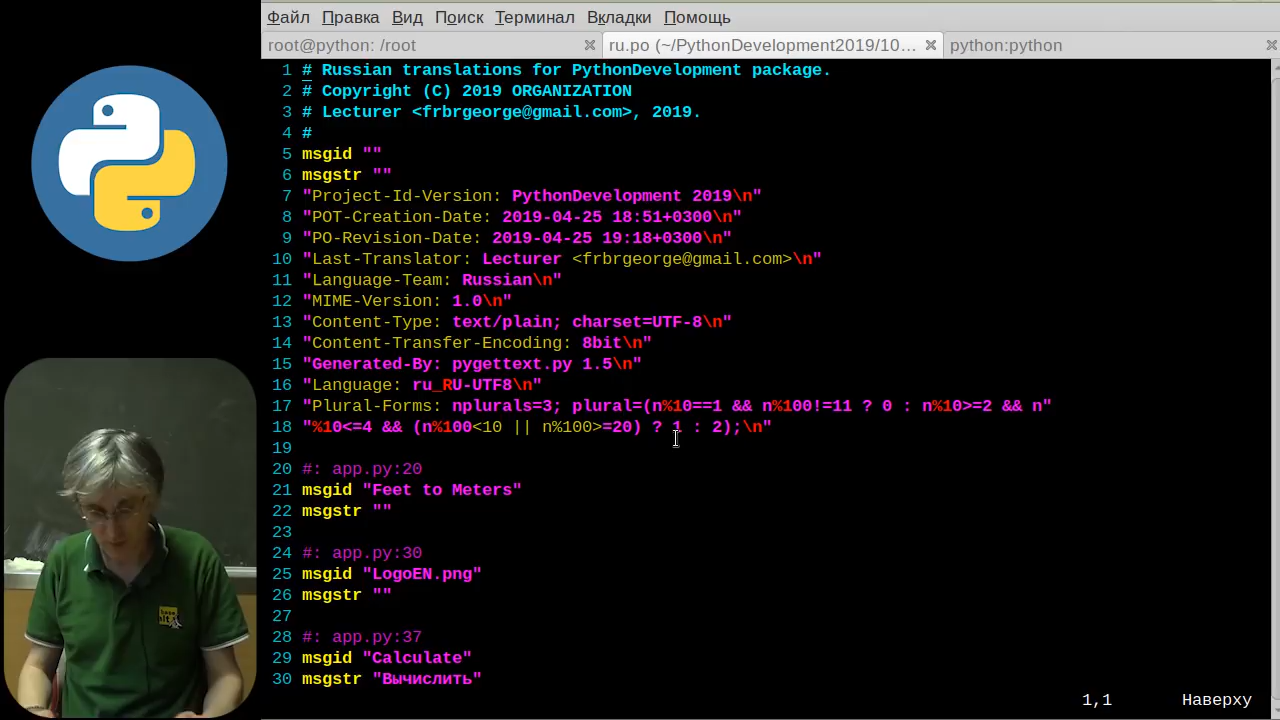 Файл Правка Вид Поиск Терминал Вкладки Помощь
root@python: /root ru.po (~/PythonDevelopment2019/10... python:python
1 # Russian translations for PythonDevelopment package.
2 # Copyright (C) 2019 ORGANIZATION
3 # Lecturer <frbrgeorge@gmail.com>, 2019.
4 #
5 msgid ""
6 msgstr ""
7 "Project-Id-Version: PythonDevelopment 2019\n"
8 "POT-Creation-Date: 2019-04-25 18:51+0300\n"
9 "PO-Revision-Date: 2019-04-25 19:18+0300\n"
10 "Last-Translator: Lecturer <frbrgeorge@gmail.com>\n"
11 "Language-Team: Russian\n"
12 "MIME-Version: 1.0\n"
13 "Content-Type: text/plain; charset=UTF-8\n"
14 "Content-Transfer-Encoding: 8bit\n"
15 "Generated-By: pygettext.py 1.5\n"
16 "Language: ru_RU-UTF8\n"
17 "Plural-Forms: nplurals=3; plural=(n%10==1 && n%100!=11 ? 0 : n%10>=2 && n"
18 "%10<=4 && (n%100<10 || n%100>=20) ? 1 : 2);\n"
19
20 #: app.py:20
21 msgid "Feet to Meters"
22 msgstr ""
23
24 #: app.py:30
25 msgid "LogoEN.png"
26 msgstr ""
27
28 #: app.py:37
29 msgid "Calculate"
30 msgstr "Вычислить"
1,1 Наверху